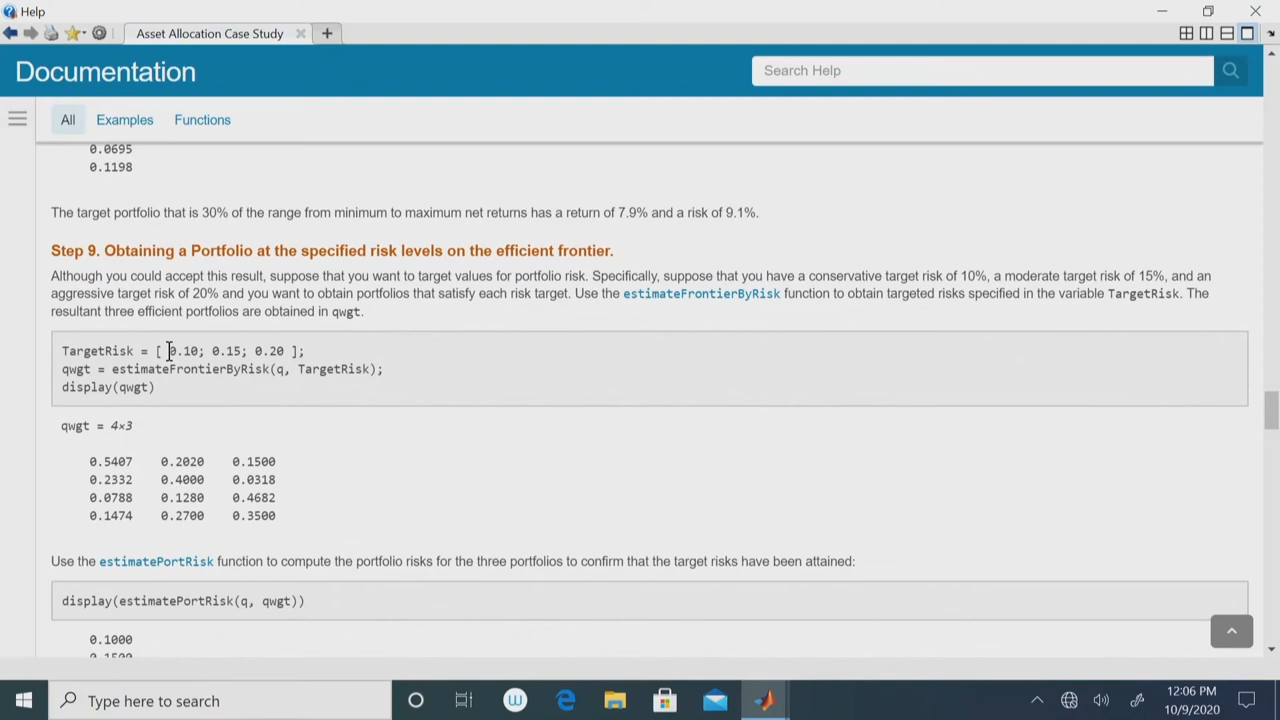 Help
Asset Allocation Case Study
Documentation
Search Help
All Examples Functions
0.0695
0.1198
The target portfolio that is 30% of the range from minimum to maximum net returns has a return of 7.9% and a risk of 9.1%.
Step 9. Obtaining a Portfolio at the specified risk levels on the efficient frontier.
Although you could accept this result, suppose that you want to target values for portfolio risk. Specifically, suppose that you have a conservative target risk of 10%, a moderate target risk of 15%, and an
aggressive target risk of 20% and you want to obtain portfolios that satisfy each risk target. Use the estimateFrontierByRisk function to obtain targeted risks specified in the variable TargetRisk. The
resultant three efficient portfolios are obtained in qwgt.
TargetRisk = [ 0.10; 0.15; 0.20 ];
qwgt = estimateFrontierByRisk(q, TargetRisk);
display(qwgt)
qwgt = 4×3
0.5407 0.2020 0.1500
0.2332 0.4000 0.0318
0.0788 0.1280 0.4682
0.1474 0.2700 0.3500
Use the estimatePortRisk function to compute the portfolio risks for the three portfolios to confirm that the target risks have been attained:
display(estimatePortRisk(q, qwgt))
0.1000
0.1500
Type here to search
12:06 PM
10/9/2020